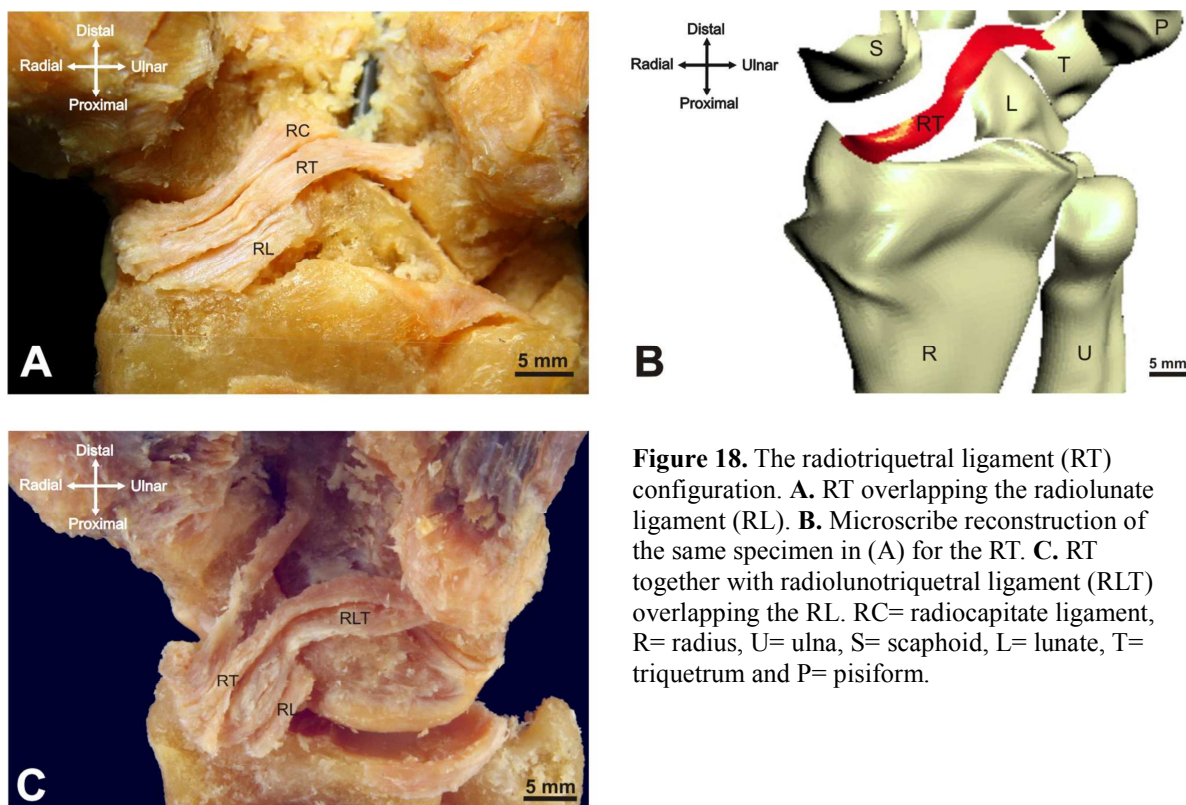 Distal
Radial Ulnar
Proximal
RC
RT
RL
A
5 mm
Distal
Radial Ulnar
Proximal
S
P
T
L
RT
R
U
B
5 mm
Distal
Radial Ulnar
Proximal
RLT
RT
RL
C
5 mm
Figure 18. The radiotriquetral ligament (RT)
configuration. A. RT overlapping the radiolunate
ligament (RL). B. Microscribe reconstruction of
the same specimen in (A) for the RT. C. RT
together with radiolunotriquetral ligament (RLT)
overlapping the RL. RC= radiocapitate ligament,
R= radius, U= ulna, S= scaphoid, L= lunate, T=
triquetrum and P= pisiform.